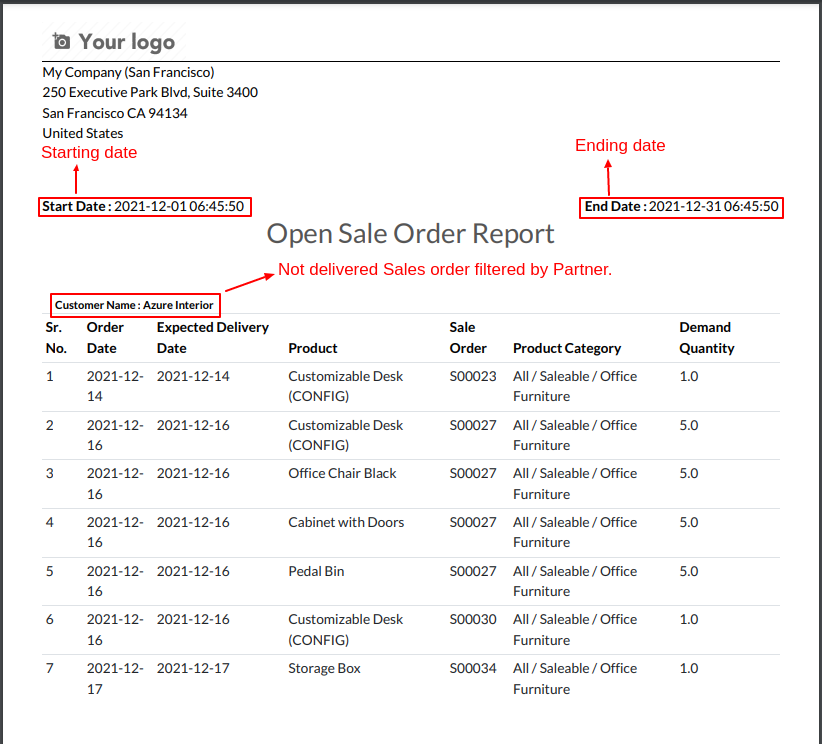 Your logo
My Company (San Francisco)
250 Executive Park Blvd, Suite 3400
San Francisco CA 94134
United States
Starting date
Ending date
Start Date : 2021-12-01 06:45:50
End Date : 2021-12-31 06:45:50
Open Sale Order Report
Not delivered Sales order filtered by Partner.
Customer Name : Azure Interior
Sr. Order Expected Delivery Sale Demand
No. Date Date Product Order Product Category Quantity
1 2021-12- 2021-12-14 Customizable Desk S00023 All / Saleable / Office 1.0
14 (CONFIG) Furniture
2 2021-12- 2021-12-16 Customizable Desk S00027 All / Saleable / Office 5.0
16 (CONFIG) Furniture
3 2021-12- 2021-12-16 Office Chair Black S00027 All / Saleable / Office 5.0
16 Furniture
4 2021-12- 2021-12-16 Cabinet with Doors S00027 All / Saleable / Office 5.0
16 Furniture
5 2021-12- 2021-12-16 Pedal Bin S00027 All / Saleable / Office 5.0
16 Furniture
6 2021-12- 2021-12-16 Customizable Desk S00030 All / Saleable / Office 1.0
16 (CONFIG) Furniture
7 2021-12- 2021-12-17 Storage Box S00034 All / Saleable / Office 1.0
17 Furniture